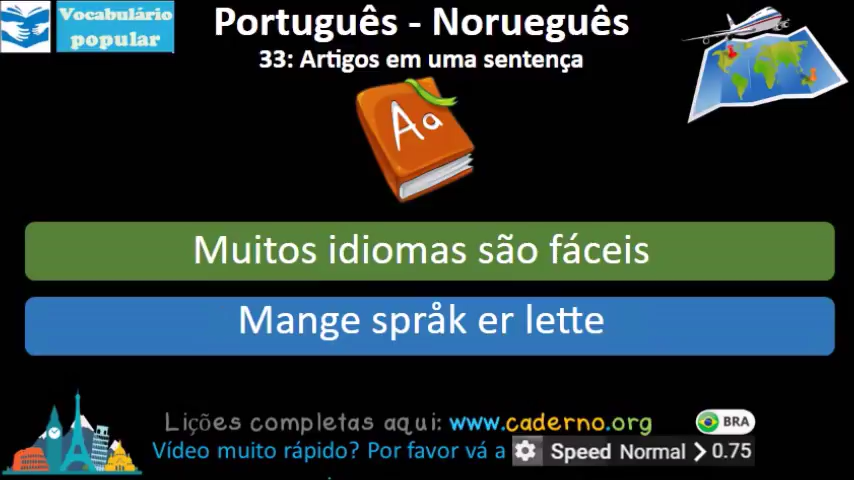 Vocabulário
popular
Português - Norueguês
33: Artigos em uma sentença
Aa
Muitos idiomas são fáceis
Mange språk er lette
Lições completas aqui: www.caderno.org
BRA
Vídeo muito rápido? Por favor vá a Speed Normal > 0.75